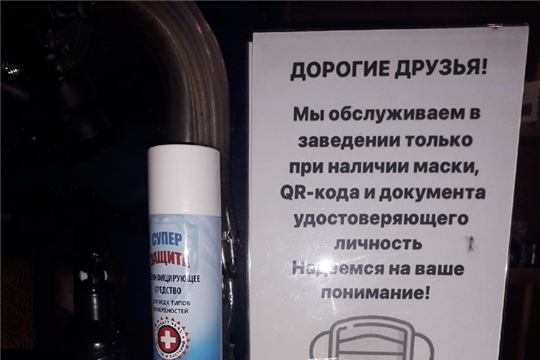 ДОРОГИЕ ДРУЗЬЯ!
Мы обслуживаем в
заведении только
при наличии маски,
QR-кода и документа
удостоверяющего
личность
Надеемся на ваше
понимание!
СУПЕР
ЗАЩИТА
СРЕДСТВО
ДЛЯ ВСЕХ ТИПОВ
ПОВЕРХНОСТЕЙ